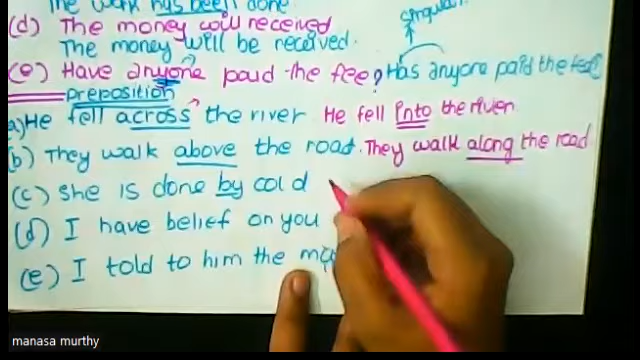 The work has been done.
(d) The money will received
The money will be received.
(e) Have anyone paid the fee? Has anyone paid the fees
singular
preposition
a) He fell across the river He fell into the river
(b) They walk above the road. They walk along the road
(c) She is done by cold
(d) I have belief on you
(e) I told to him the
manasa murthy